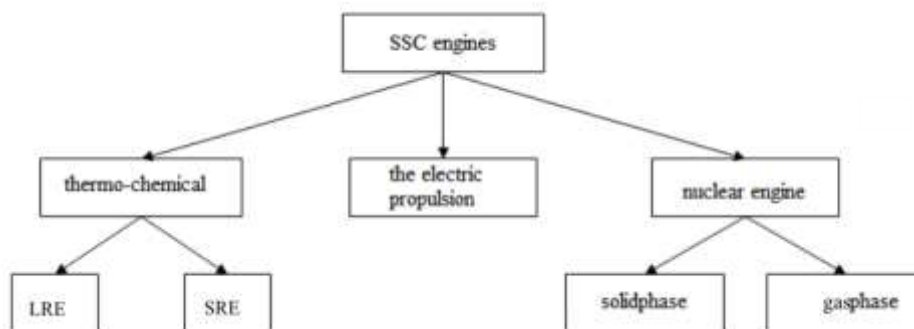 SSC engines
thermo-chemical
the electric
propulsion
nuclear engine
LRE
SRE
solidphase
gasphase